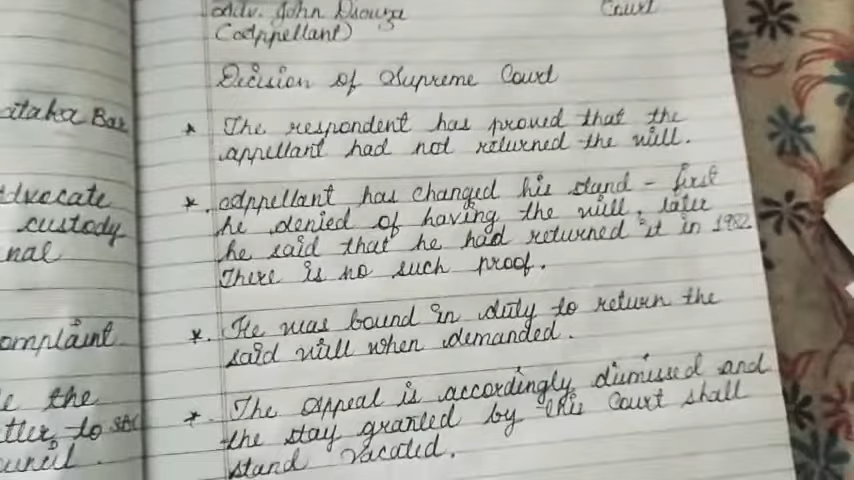 ataka Bar
dvocate
custody
nal
omplaint
e the
tter to SBC
uncil.
Adv. John Dsouza Court
(Appellant)
Decision of Supreme Court
* The respondent has proved that the
appellant had not returned the will.
*. Appellant has changed his stand - first
he denied of having the will, later
he said that he had returned it in 1982.
There is no such proof.
*. He was bound in duty to return the
said will when demanded.
*. The appeal is accordingly dismissed and
the stay granted by this Court shall
stand vacated.